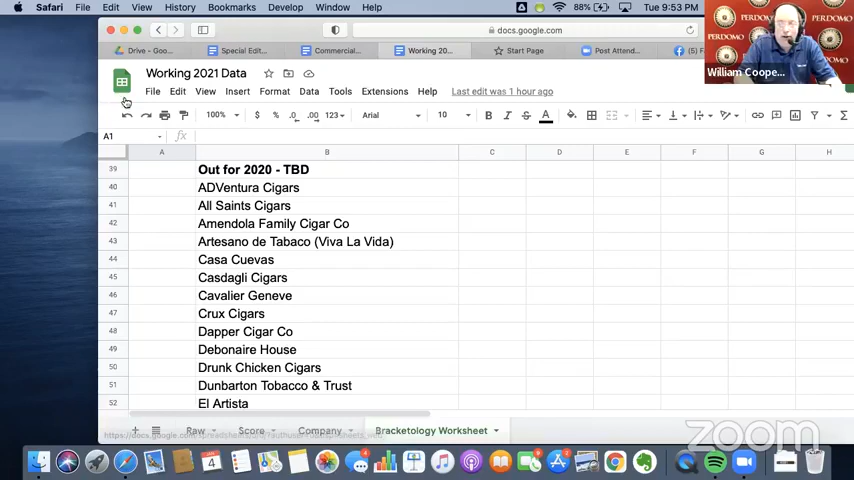 Safari File Edit View History Bookmarks Develop Window Help 88% Tue 9:53 PM
docs.google.com
Drive - Goo... Special Edit... Commercial... Working 20... Start Page Post Attend...
Working 2021 Data
File Edit View Insert Format Data Tools Extensions Help Last edit was 1 hour ago
100% $ % .0 .00 123 Arial 10 B I S A
A1 fx
A B C D E F G H
39 Out for 2020 - TBD
40 ADVentura Cigars
41 All Saints Cigars
42 Amendola Family Cigar Co
43 Artesano de Tabaco (Viva La Vida)
44 Casa Cuevas
45 Casdagli Cigars
46 Cavalier Geneve
47 Crux Cigars
48 Dapper Cigar Co
49 Debonaire House
50 Drunk Chicken Cigars
51 Dunbarton Tobacco & Trust
52 El Artista
Raw Score Company Bracketology Worksheet
PERDOMO PERDOMO
William Coope...
JAN
4
zoom